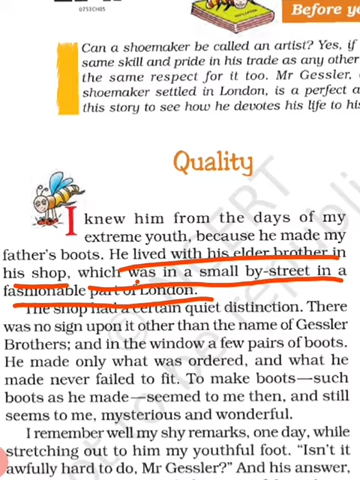 0753CH05
Before yo
Can a shoemaker be called an artist? Yes, if
same skill and pride in his trade as any other
the same respect for it too. Mr Gessler,
shoemaker settled in London, is a perfect a
this story to see how he devotes his life to his
Quality
I knew him from the days of my
extreme youth, because he made my
father's boots. He lived with his elder brother in
his shop, which was in a small by-street in a
fashionable part of London.
The shop had a certain quiet distinction. There
was no sign upon it other than the name of Gessler
Brothers; and in the window a few pairs of boots.
He made only what was ordered, and what he
made never failed to fit. To make boots—such
boots as he made—seemed to me then, and still
seems to me, mysterious and wonderful.
I remember well my shy remarks, one day, while
stretching out to him my youthful foot. "Isn't it
awfully hard to do, Mr Gessler?" And his answer,